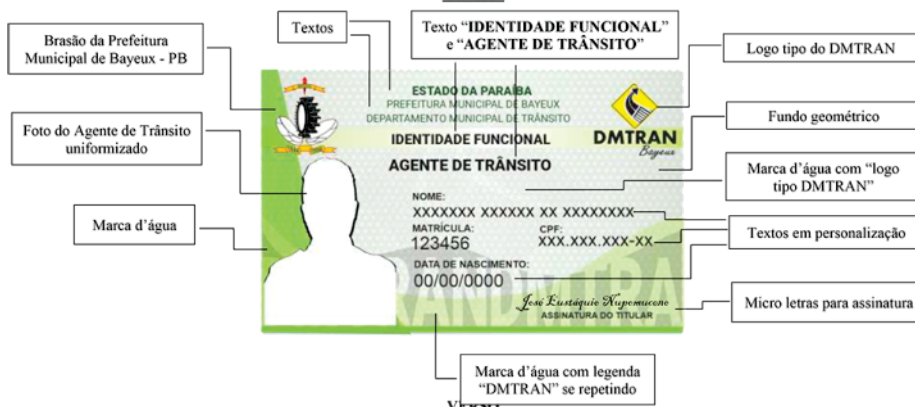 Textos
Texto “IDENTIDADE FUNCIONAL”
e “AGENTE DE TRÂNSITO”
Brasão da Prefeitura
Municipal de Bayeux - PB
Logo tipo do DMTRAN
Foto do Agente de Trânsito
uniformizado
Fundo geométrico
Marca d’água com “logo
tipo DMTRAN”
Marca d’água
Textos em personalização
Micro letras para assinatura
Marca d’água com legenda
“DMTRAN” se repetindo
ESTADO DA PARAÍBA
PREFEITURA MUNICIPAL DE BAYEUX
DEPARTAMENTO MUNICIPAL DE TRÂNSITO
IDENTIDADE FUNCIONAL
AGENTE DE TRÂNSITO
DMTRAN
Bayeux
NOME:
XXXXXXX XXXXXX XX XXXXXXXX
MATRÍCULA: CPF:
123456 XXX.XXX.XXX-XX
DATA DE NASCIMENTO:
00/00/0000
José Eustáquio Nupomucono
ASSINATURA DO TITULAR
RANDMTRA